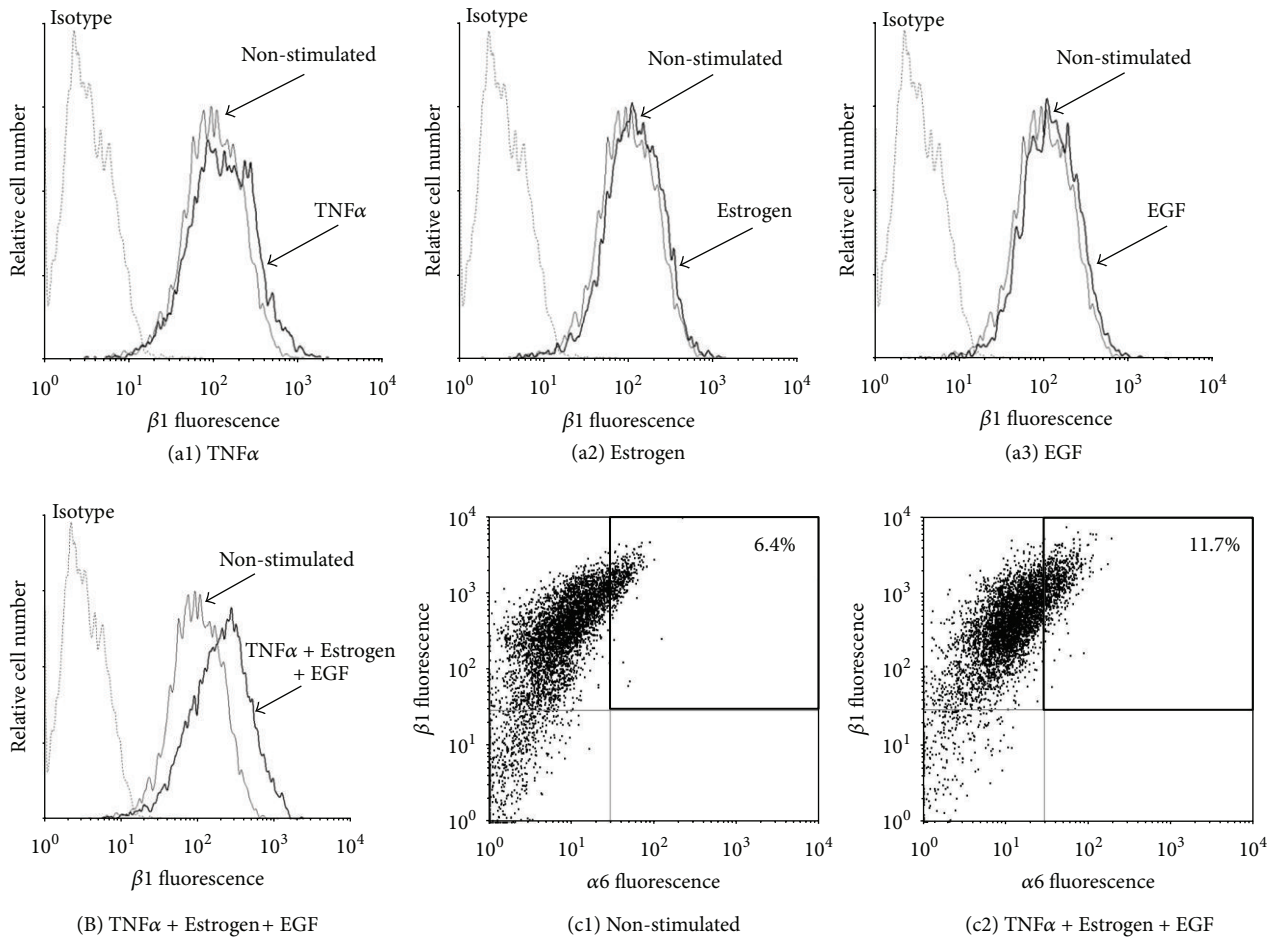 Isotype
Non-stimulated
TNFα
Relative cell number
10^0 10^1 10^2 10^3 10^4
β1 fluorescence
(a1) TNFα
Isotype
Non-stimulated
Estrogen
Relative cell number
10^0 10^1 10^2 10^3 10^4
β1 fluorescence
(a2) Estrogen
Isotype
Non-stimulated
EGF
Relative cell number
10^0 10^1 10^2 10^3 10^4
β1 fluorescence
(a3) EGF
Isotype
Non-stimulated
TNFα + Estrogen
+ EGF
Relative cell number
10^0 10^1 10^2 10^3 10^4
β1 fluorescence
(B) TNFα + Estrogen + EGF
10^4
10^3
10^2
10^1
10^0
β1 fluorescence
6.4%
10^0 10^1 10^2 10^3 10^4
α6 fluorescence
(c1) Non-stimulated
10^4
10^3
10^2
10^1
10^0
β1 fluorescence
11.7%
10^0 10^1 10^2 10^3 10^4
α6 fluorescence
(c2) TNFα + Estrogen + EGF